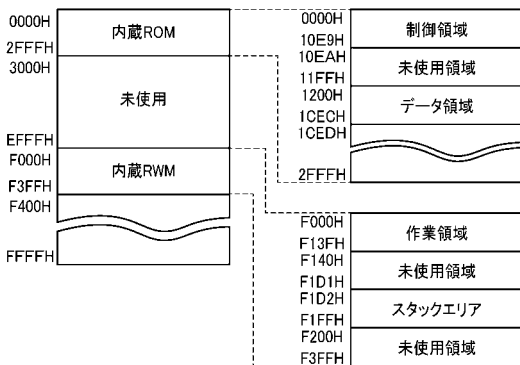 0000H
内蔵ROM
2FFFH
3000H
未使用
EFFFH
F000H
内蔵RWM
F3FFH
F400H
FFFFH
0000H
制御領域
10E9H
10EAH
未使用領域
11FFH
1200H
データ領域
1CECH
1CEDH
2FFFH
F000H
作業領域
F13FH
F140H
未使用領域
F1D1H
F1D2H
スタックエリア
F1FFH
F200H
未使用領域
F3FFH